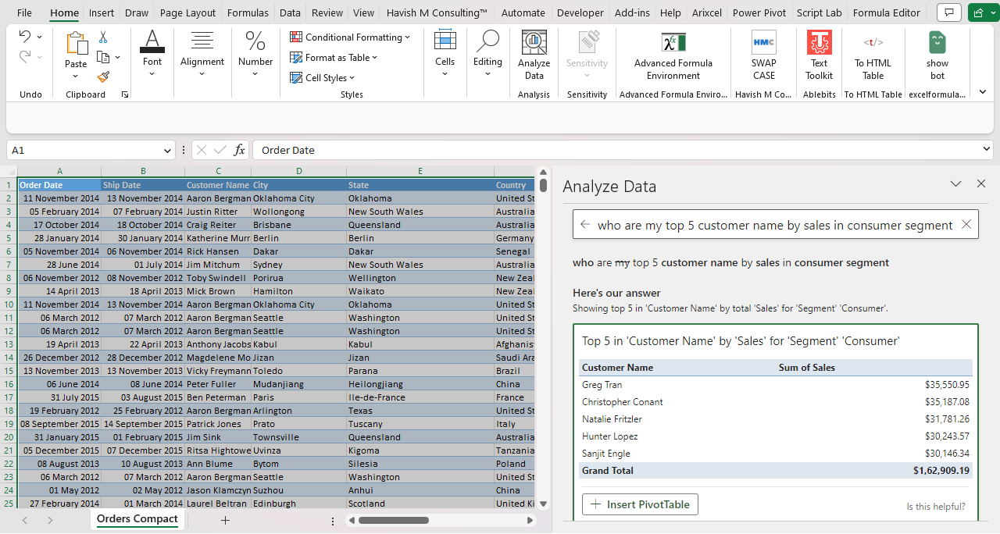 File Home Insert Draw Page Layout Formulas Data Review View Havish M Consulting™ Automate Developer Add-ins Help Arixcel Power Pivot Script Lab Formula Editor
Paste
Font
Alignment
Number
Conditional Formatting
Format as Table
Cell Styles
Cells
Editing
Analyze Data
Sensitivity
Advanced Formula Environment
SWAP CASE
Text Toolkit
To HTML Table
show bot
Undo Clipboard Styles Analysis Sensitivity Advanced Formula Enviro... Havish M Co... Ablebits To HTML Table excelformula...
A1 fx Order Date
A B C D E
1 Order Date Ship Date Customer Name City State Country
2 11 November 2014 13 November 2014 Aaron Bergman Oklahoma City Oklahoma United St
3 05 February 2014 07 February 2014 Justin Ritter Wollongong New South Wales Australia
4 17 October 2014 18 October 2014 Craig Reiter Brisbane Queensland Australia
5 28 January 2014 30 January 2014 Katherine Murr Berlin Berlin Germany
6 05 November 2014 06 November 2014 Rick Hansen Dakar Dakar Senegal
7 28 June 2014 01 July 2014 Jim Mitchum Sydney New South Wales Australia
8 06 November 2012 08 November 2012 Toby Swindell Porirua Wellington New Zeal
9 14 April 2013 18 April 2013 Mick Brown Hamilton Waikato New Zeal
10 11 November 2014 13 November 2014 Aaron Bergman Oklahoma City Oklahoma United St
11 06 March 2012 07 March 2012 Aaron Bergman Seattle Washington United St
12 06 March 2012 07 March 2012 Aaron Bergman Seattle Washington United St
13 19 April 2013 22 April 2013 Anthony Jacobs Kabul Kabul Afghanis
14 26 December 2012 28 December 2012 Magdelene Mo Jizan Jizan Saudi Ara
15 13 November 2013 13 November 2013 Vicky Freymann Toledo Parana Brazil
16 06 June 2014 08 June 2014 Peter Fuller Mudanjiang Heilongjiang China
17 31 July 2015 03 August 2015 Ben Peterman Paris Ile-de-France France
18 19 February 2012 25 February 2012 Aaron Bergman Arlington Texas United St
19 08 September 2015 14 September 2015 Patrick Jones Prato Tuscany Italy
20 31 January 2015 01 February 2015 Jim Sink Townsville Queensland Australia
21 05 December 2015 07 December 2015 Ritsa Hightowe Uvinza Kigoma Tanzania
22 08 August 2013 10 August 2013 Ann Blume Bytom Silesia Poland
23 06 March 2012 07 March 2012 Aaron Bergman Seattle Washington United St
24 01 May 2012 02 May 2012 Jason Klamczyn Suzhou Anhui China
25 27 February 2014 01 March 2014 Laurel Beltran Edinburgh Scotland United Ki
Orders Compact
Analyze Data
who are my top 5 customer name by sales in consumer segment
who are my top 5 customer name by sales in consumer segment
Here's our answer
Showing top 5 in 'Customer Name' by total 'Sales' for 'Segment' 'Consumer'.
Top 5 in 'Customer Name' by 'Sales' for 'Segment' 'Consumer'
Customer Name Sum of Sales
Greg Tran $35,550.95
Christopher Conant $35,187.08
Natalie Fritzler $31,781.26
Hunter Lopez $30,243.57
Sanjit Engle $30,146.34
Grand Total $1,62,909.19
Insert PivotTable
Is this helpful?